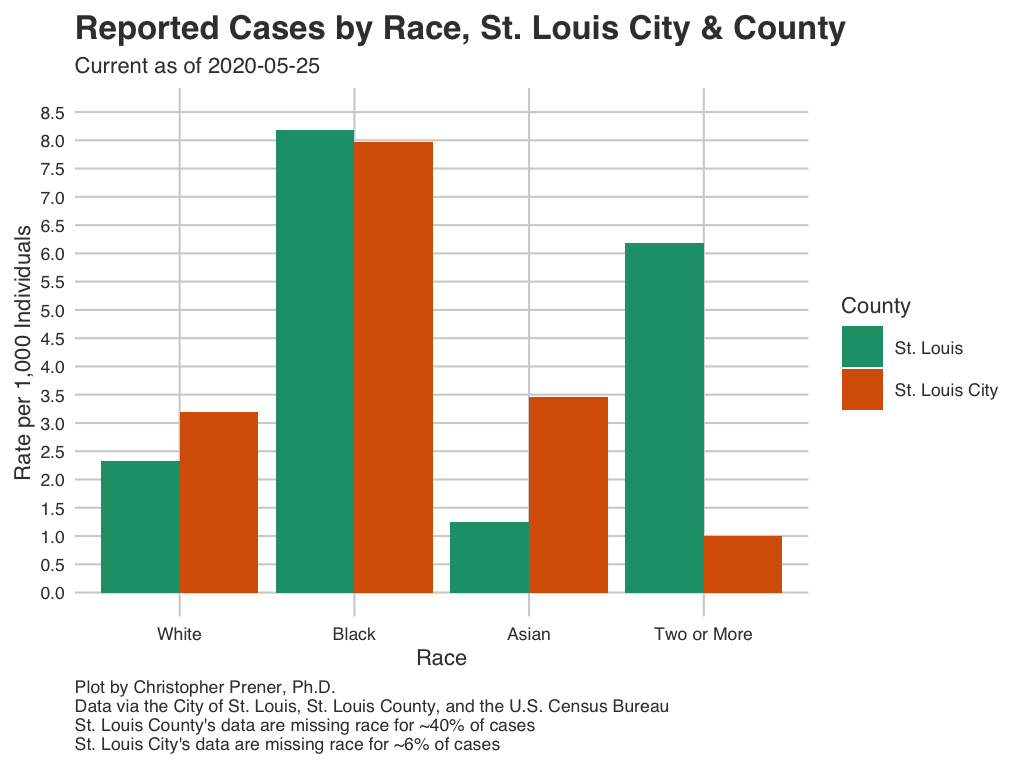 Reported Cases by Race, St. Louis City & County
Current as of 2020-05-25
Rate per 1,000 Individuals
8.5
8.0
7.5
7.0
6.5
6.0
5.5
5.0
4.5
4.0
3.5
3.0
2.5
2.0
1.5
1.0
0.5
0.0
White Black Asian Two or More
Race
County
St. Louis
St. Louis City
Plot by Christopher Prener, Ph.D.
Data via the City of St. Louis, St. Louis County, and the U.S. Census Bureau
St. Louis County's data are missing race for ~40% of cases
St. Louis City's data are missing race for ~6% of cases